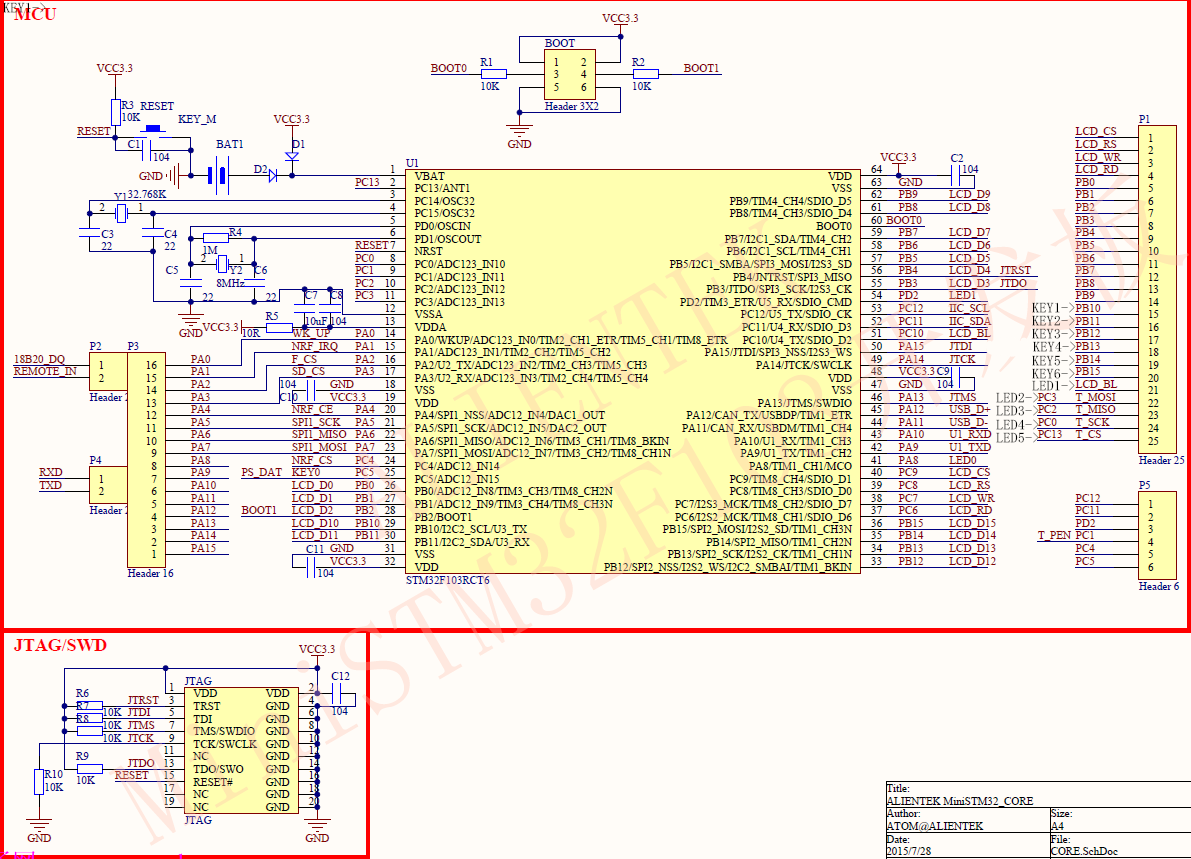 KEY1->
MCU
VCC3.3
BOOT
BOOT0 R1 10K
1 2
3 4
5 6
R2 10K BOOT1
Header 3X2
GND
VCC3.3
R3 10K
RESET
KEY_M
RESET
C1 104
GND
BAT1
VCC3.3
D1
D2
Y1 32.768K
2 1
C3 22
C4 22
R4
1M
2 1
Y2
8MHz
C5 22
C6 22
GND
C7 10uF
C8 104
R5 10R
VCC3.3
U1
1 VBAT
PC13 2 PC13/ANT1
3 PC14/OSC32
4 PC15/OSC32
5 PD0/OSCIN
6 PD1/OSCOUT
RESET 7 NRST
PC0 8 PC0/ADC123_IN10
PC1 9 PC1/ADC123_IN11
PC2 10 PC2/ADC123_IN12
PC3 11 PC3/ADC123_IN13
12 VSSA
13 VDDA
WK_UP PA0 14 PA0/WKUP/ADC123_IN0/TIM2_CH1_ETR/TIM5_CH1/TIM8_ETR
NRF_IRQ PA1 15 PA1/ADC123_IN1/TIM2_CH2/TIM5_CH2
F_CS PA2 16 PA2/U2_TX/ADC123_IN2/TIM2_CH3/TIM5_CH3
SD_CS PA3 17 PA3/U2_RX/ADC123_IN3/TIM2_CH4/TIM5_CH4
104 C10 GND 18 VSS
VCC3.3 19 VDD
NRF_CE PA4 20 PA4/SPI1_NSS/ADC12_IN4/DAC1_OUT
SPI1_SCK PA5 21 PA5/SPI1_SCK/ADC12_IN5/DAC2_OUT
SPI1_MISO PA6 22 PA6/SPI1_MISO/ADC12_IN6/TIM3_CH1/TIM8_BKIN
SPI1_MOSI PA7 23 PA7/SPI1_MOSI/ADC12_IN7/TIM3_CH2/TIM8_CH1N
NRF_CS PC4 24 PC4/ADC12_IN14
PS_DAT KEY0 PC5 25 PC5/ADC12_IN15
LCD_D0 PB0 26 PB0/ADC12_IN8/TIM3_CH3/TIM8_CH2N
LCD_D1 PB1 27 PB1/ADC12_IN9/TIM3_CH4/TIM8_CH3N
BOOT1 LCD_D2 PB2 28 PB2/BOOT1
LCD_D10 PB10 29 PB10/I2C2_SCL/U3_TX
LCD_D11 PB11 30 PB11/I2C2_SDA/U3_RX
C11 104 GND 31 VSS
VCC3.3 32 VDD
STM32F103RCT6
VCC3.3 C2 104
VDD 64
VSS 63 GND
PB9/TIM4_CH4/SDIO_D5 62 PB9 LCD_D9
PB8/TIM4_CH3/SDIO_D4 61 PB8 LCD_D8
BOOT0 60 BOOT0
PB7/I2C1_SDA/TIM4_CH2 59 PB7 LCD_D7
PB6/I2C1_SCL/TIM4_CH1 58 PB6 LCD_D6
PB5/I2C1_SMBA/SPI3_MOSI/I2S3_SD 57 PB5 LCD_D5
PB4/JNTRST/SPI3_MISO 56 PB4 LCD_D4 JTRST
PB3/JTDO/SPI3_SCK/I2S3_CK 55 PB3 LCD_D3 JTDO
PD2/TIM3_ETR/U5_RX/SDIO_CMD 54 PD2 LED1
PC12/U5_TX/SDIO_CK 53 PC12 IIC_SCL
PC11/U4_RX/SDIO_D3 52 PC11 IIC_SDA
PC10/U4_TX/SDIO_D2 51 PC10 LCD_BL
PA15/JTDI/SPI3_NSS/I2S3_WS 50 PA15 JTDI
PA14/JTCK/SWCLK 49 PA14 JTCK
VDD 48 VCC3.3 C9
VSS 47 GND 104
PA13/JTMS/SWDIO 46 PA13 JTMS
PA12/CAN_TX/USBDP/TIM1_ETR 45 PA12 USB_D+
PA11/CAN_RX/USBDM/TIM1_CH4 44 PA11 USB_D-
PA10/U1_RX/TIM1_CH3 43 PA10 U1_RXD
PA9/U1_TX/TIM1_CH2 42 PA9 U1_TXD
PA8/TIM1_CH1/MCO 41 PA8 LED0
PC9/TIM8_CH4/SDIO_D1 40 PC9 LCD_CS
PC8/TIM8_CH3/SDIO_D0 39 PC8 LCD_RS
PC7/I2S3_MCK/TIM8_CH2/SDIO_D7 38 PC7 LCD_WR
PC6/I2S2_MCK/TIM8_CH1/SDIO_D6 37 PC6 LCD_RD
PB15/SPI2_MOSI/I2S2_SD/TIM1_CH3N 36 PB15 LCD_D15
PB14/SPI2_MISO/TIM1_CH2N 35 PB14 LCD_D14
PB13/SPI2_SCK/I2S2_CK/TIM1_CH1N 34 PB13 LCD_D13
PB12/SPI2_NSS/I2S2_WS/I2C2_SMBAI/TIM1_BKIN 33 PB12 LCD_D12
P2
18B20_DQ 1
REMOTE_IN 2
Header 2
P4
RXD 1
TXD 2
Header 2
P3
16 PA0
15 PA1
14 PA2
13 PA3
12 PA4
11 PA5
10 PA6
9 PA7
8 PA8
7 PA9
6 PA10
5 PA11
4 PA12
3 PA13
2 PA14
1 PA15
Header 16
P1
LCD_CS 1
LCD_RS 2
LCD_WR 3
LCD_RD 4
PB0 5
PB1 6
PB2 7
PB3 8
PB4 9
PB5 10
PB6 11
PB7 12
PB8 13
PB9 14
KEY1-> PB10 15
KEY2-> PB11 16
KEY3-> PB12 17
KEY4-> PB13 18
KEY5-> PB14 19
KEY6-> PB15 20
LED1-> LCD_BL 21
LED2-> PC3 T_MOSI 22
LED3-> PC2 T_MISO 23
LED4-> PC0 T_SCK 24
LED5-> PC13 T_CS 25
Header 25
P5
PC12 1
PC11 2
PD2 3
T_PEN PC1 4
PC4 5
PC5 6
Header 6
JTAG/SWD
VCC3.3
JTAG
C12 104
1 VDD VDD 2
R6 JTRST 3 TRST GND 4
R7 10K JTDI 5 TDI GND 6
R8 10K JTMS 7 TMS/SWDIO GND 8
10K JTCK 9 TCK/SWCLK GND 10
11 NC GND 12
R9 10K JTDO 13 TDO/SWO GND 14
RESET 15 RESET# GND 16
17 NC GND 18
19 NC GND 20
R10 10K
JTAG
GND
GND
ALIENTEK MiniSTM32F103开发板
Title:
ALIENTEK MiniSTM32_CORE
Author: Size:
ATOM@ALIENTEK A4
Date: File:
2015/7/28 CORE.SchDoc